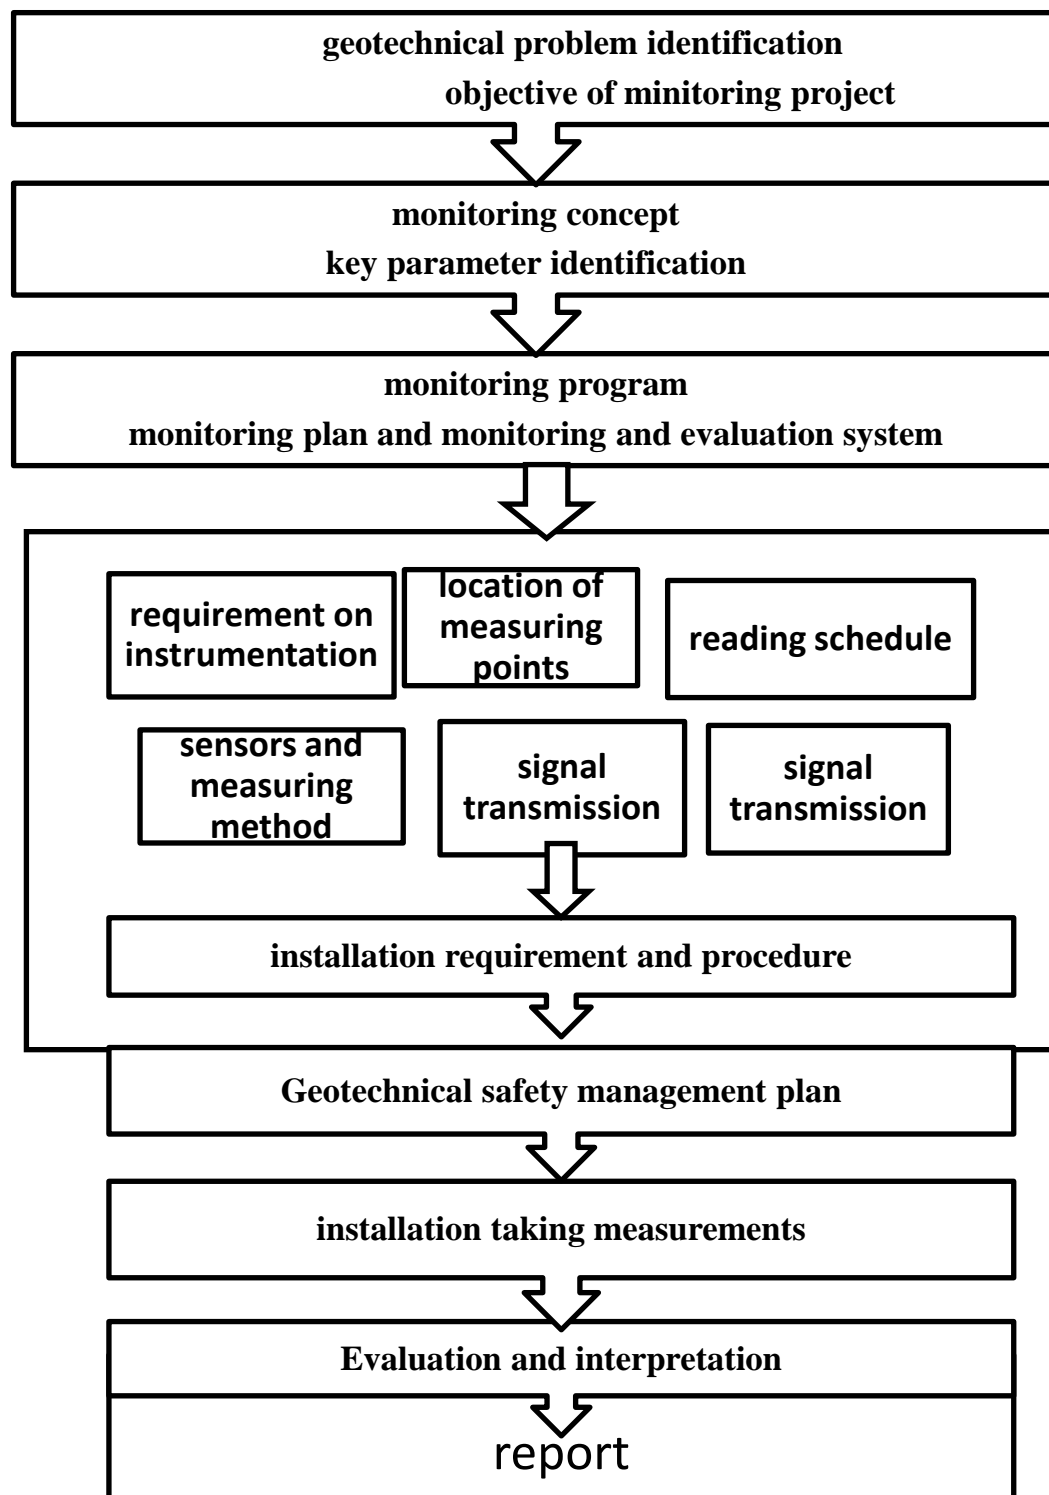 geotechnical problem identification
objective of minitoring project
monitoring concept
key parameter identification
monitoring program
monitoring plan and monitoring and evaluation system
requirement on
instrumentation
location of
measuring
points
reading schedule
sensors and
measuring
method
signal
transmission
signal
transmission
installation requirement and procedure
Geotechnical safety management plan
installation taking measurements
Evaluation and interpretation
report